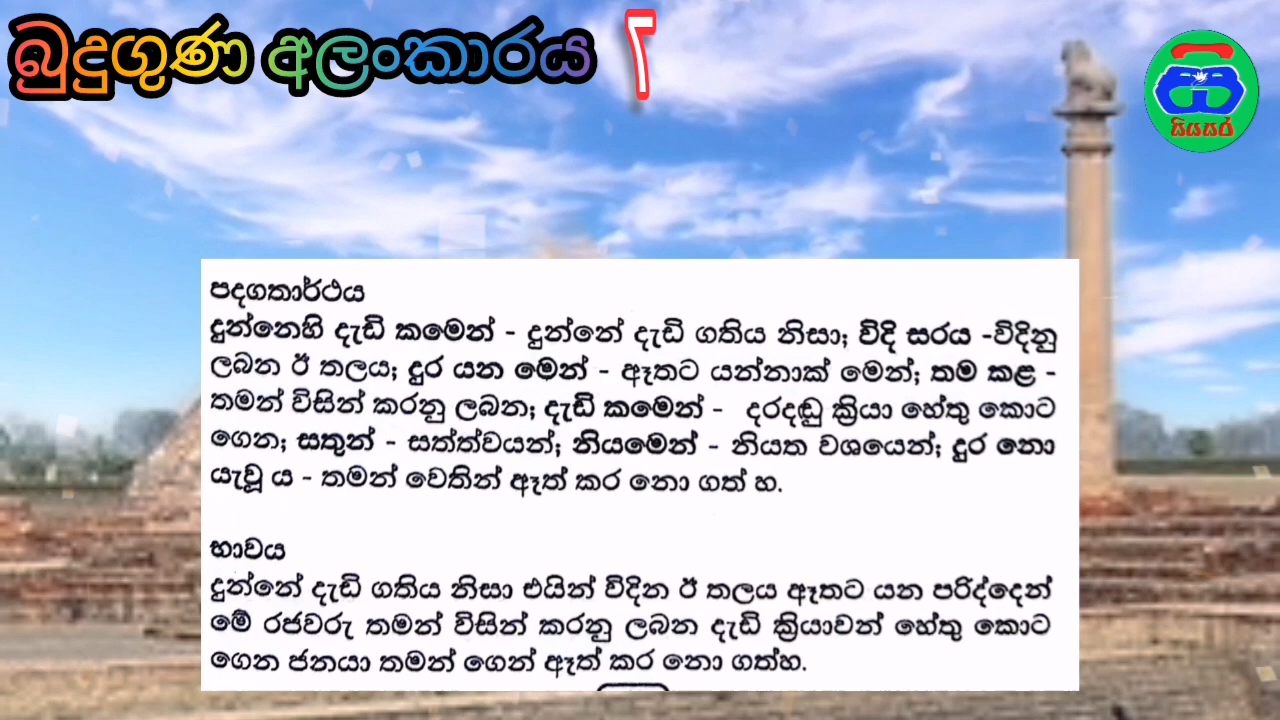 බුදුගුණ අලංකාරය
සියසර
පදගතාර්ථය
දුන්නෙහි දැඩි කමෙන් - දුන්නේ දැඩි ගතිය නිසා; විදි සරය -විදිනු
ලබන ඊ තලය; දුර යන මෙන් - ඈතට යන්නාක් මෙන්; තම කළ -
තමන් විසින් කරනු ලබන; දැඩි කමෙන් - දරදඬු ක්‍රියා හේතු කොට
ගෙන; සතුන් - සත්ත්වයන්; නියමෙන් - නියත වශයෙන්; දුර නො
යැවූ ය - තමන් වෙතින් ඈත් කර නො ගත් හ.
භාවය
දුන්නේ දැඩි ගතිය නිසා එයින් විදින ඊ තලය ඈතට යන පරිද්දෙන්
මේ රජවරු තමන් විසින් කරනු ලබන දැඩි ක්‍රියාවන් හේතු කොට
ගෙන ජනයා තමන් ගෙන් ඈත් කර නො ගත්හ.